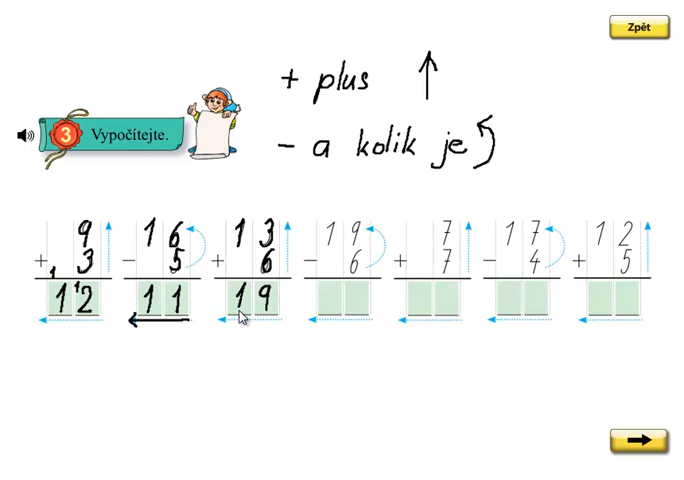 Zpět
+ plus ↑
3 Vypočítejte.
- a kolik je
9 16 13 19 7 17 12
+ 3 - 5 + 6 - 6 + 7 - 4 + 5
12 11 19